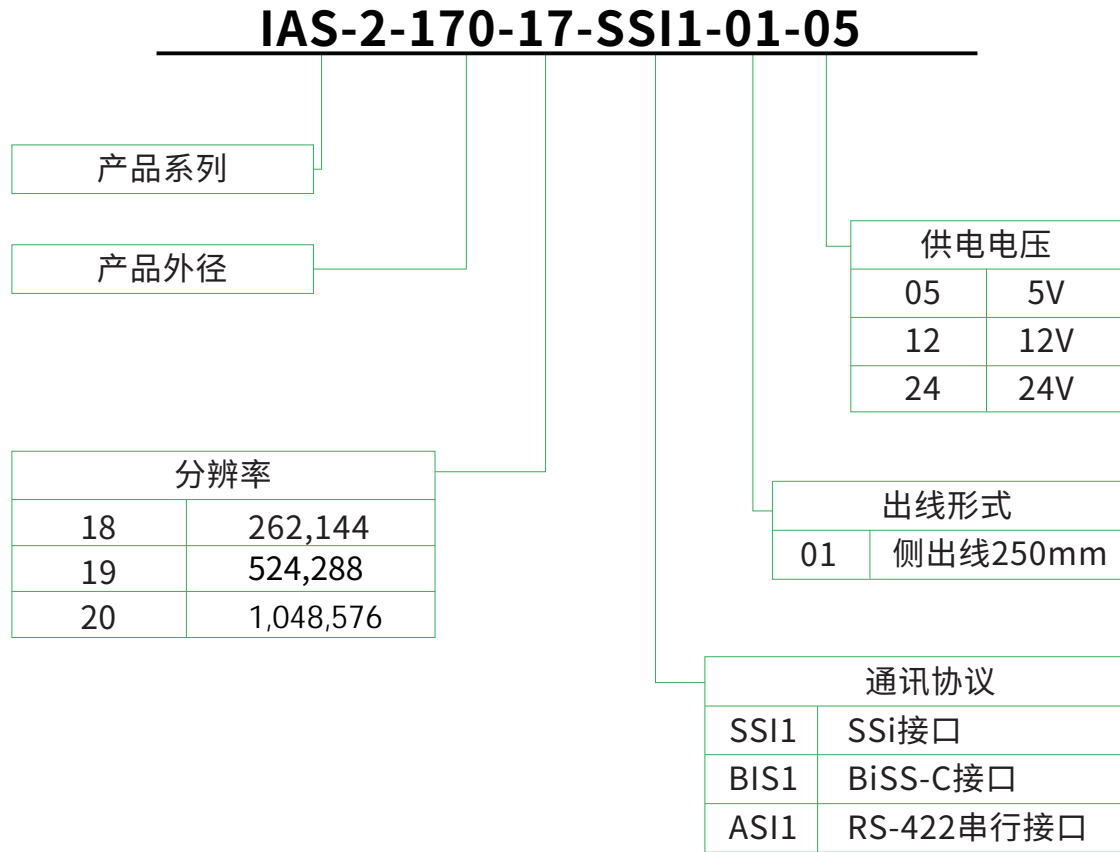 IAS-2-170-17-SSI1-01-05
产品系列
产品外径
分辨率
18 262,144
19 524,288
20 1,048,576
供电电压
05 5V
12 12V
24 24V
出线形式
01 侧出线250mm
通讯协议
SSI1 SSi接口
BIS1 BiSS-C接口
ASI1 RS-422串行接口